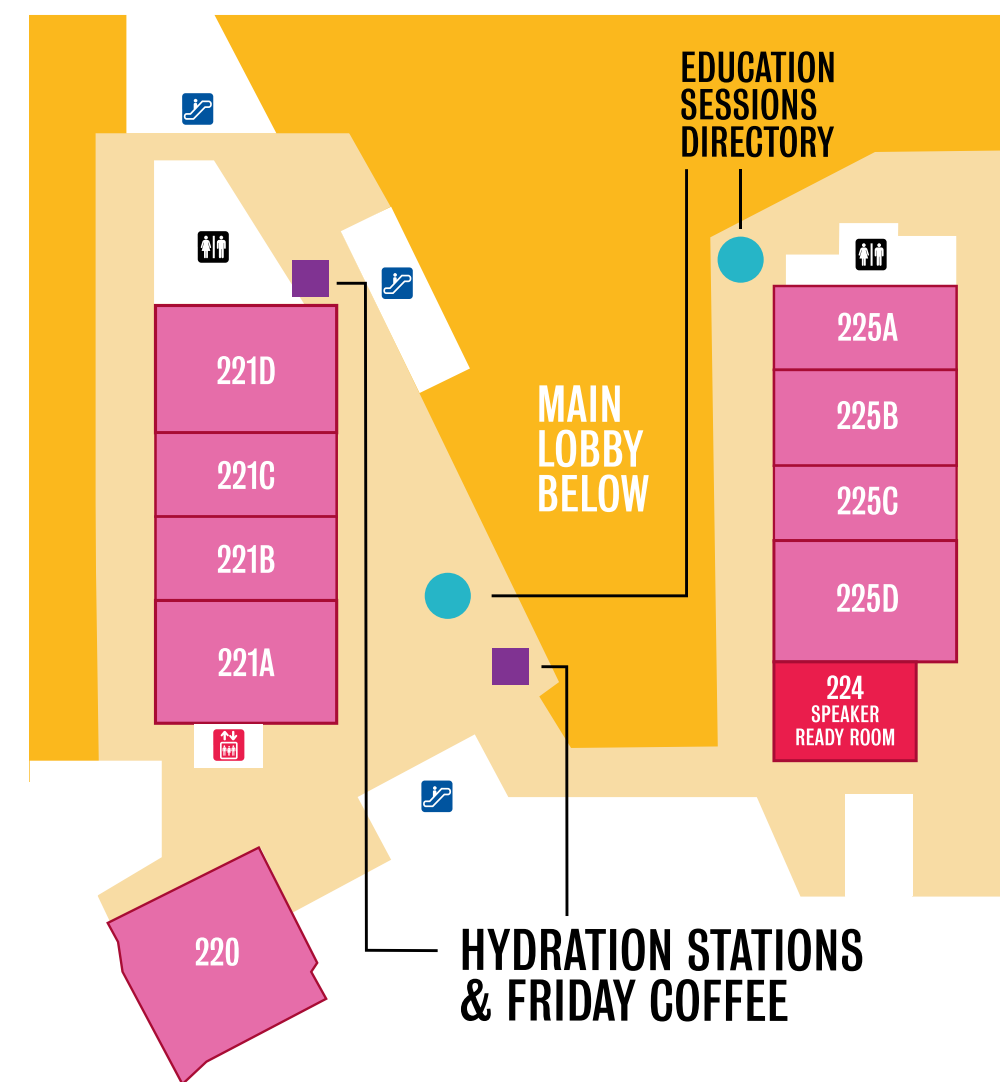 EDUCATION
SESSIONS
DIRECTORY
221D
221C
221B
221A
MAIN
LOBBY
BELOW
225A
225B
225C
225D
224
SPEAKER
READY ROOM
220
HYDRATION STATIONS
& FRIDAY COFFEE